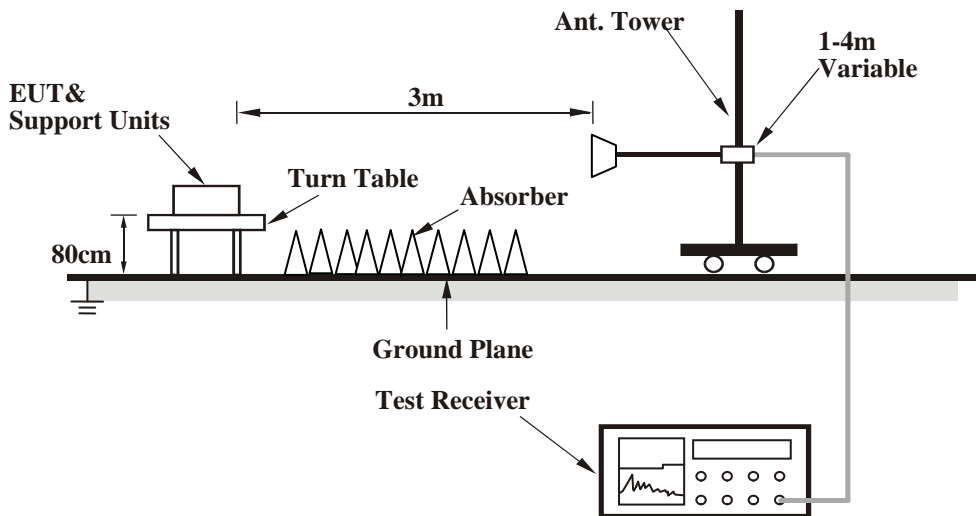 Ant. Tower
1-4m
Variable
EUT&
Support Units
3m
Turn Table
Absorber
80cm
Ground Plane
Test Receiver